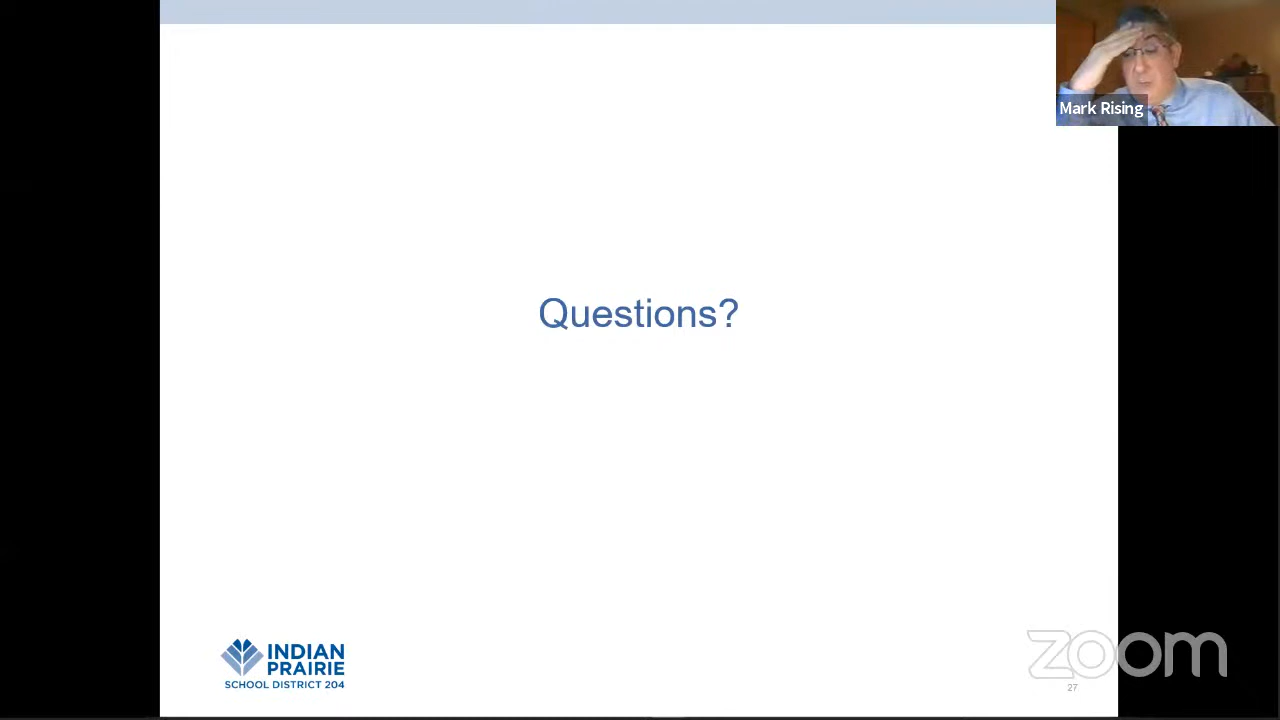 Mark Rising
Questions?
INDIAN
PRAIRIE
SCHOOL DISTRICT 204
zoom
27